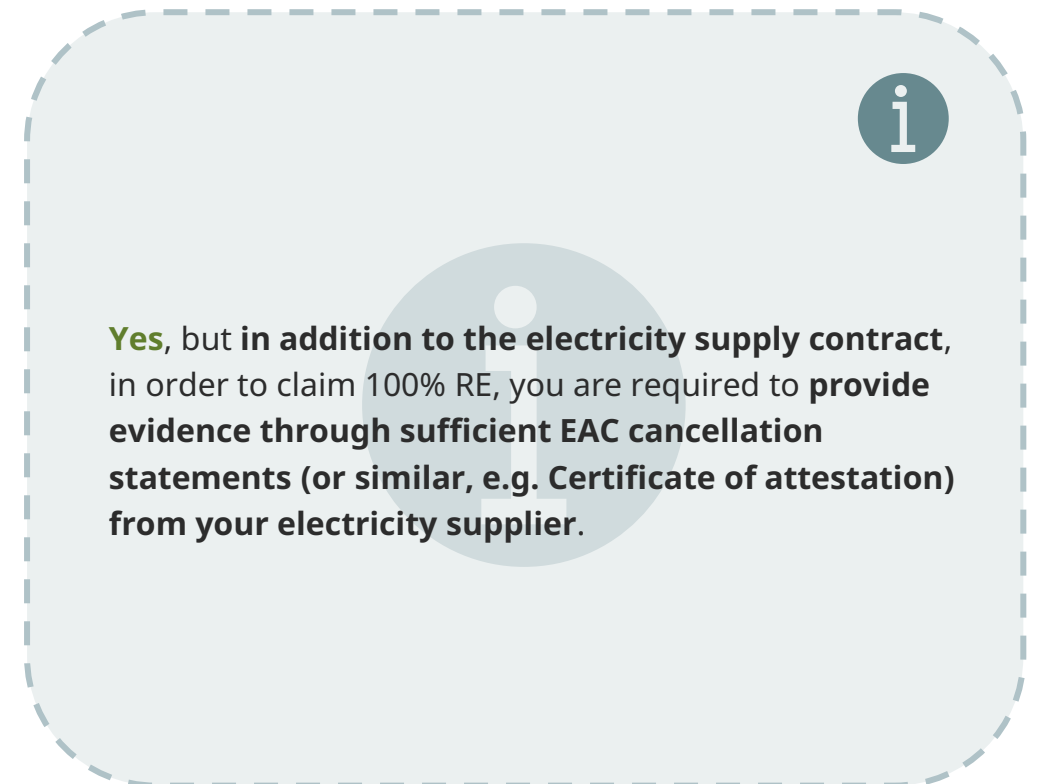 Yes, but in addition to the electricity supply contract,
in order to claim 100% RE, you are required to provide
evidence through sufficient EAC cancellation
statements (or similar, e.g. Certificate of attestation)
from your electricity supplier.